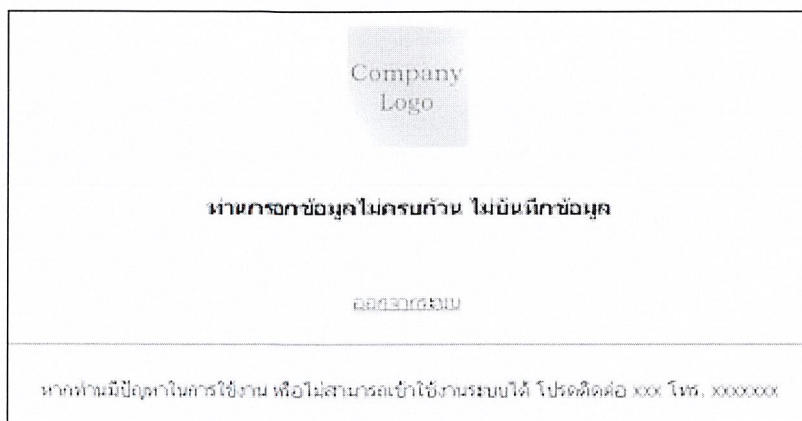 Company
Logo
ท่านกรอกข้อมูลไม่ครบถ้วน ไม่บันทึกข้อมูล
ออกจากระบบ
หากท่านมีปัญหาในการใช้งาน หรือไม่สามารถเข้าใช้งานระบบได้ โปรดติดต่อ xxx โทร. xxxxxxxx